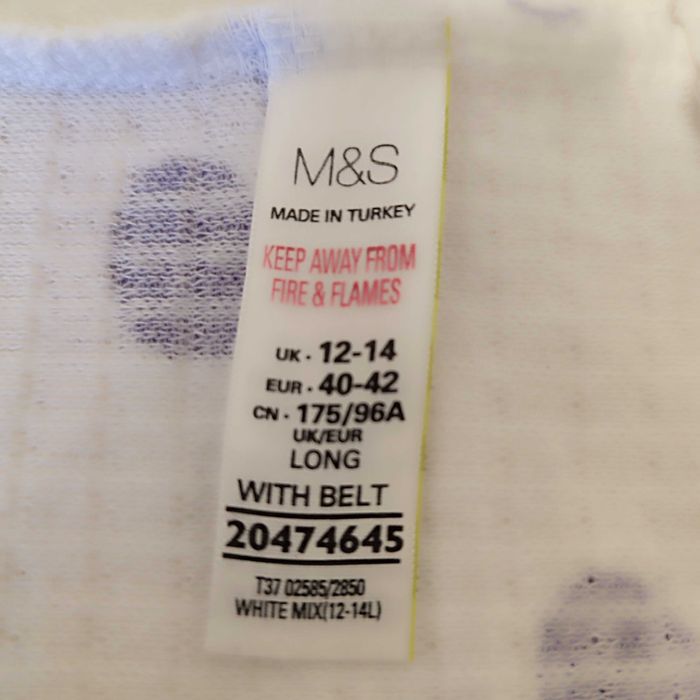 M&S
MADE IN TURKEY
KEEP AWAY FROM
FIRE & FLAMES
UK · 12-14
EUR · 40-42
CN · 175/96A
UK/EUR
LONG
WITH BELT
20474645
T37 02585/2850
WHITE MIX(12-14L)